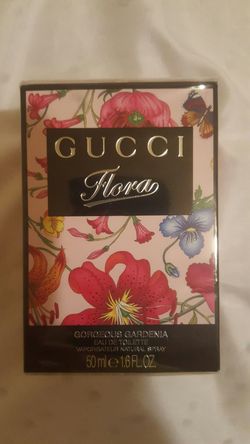 GUCCI
Flora
GORGEOUS GARDENIA
EAU DE TOILETTE
VAPORISATEUR NATURAL SPRAY
50 ml ℮ 1.6 FL.OZ.